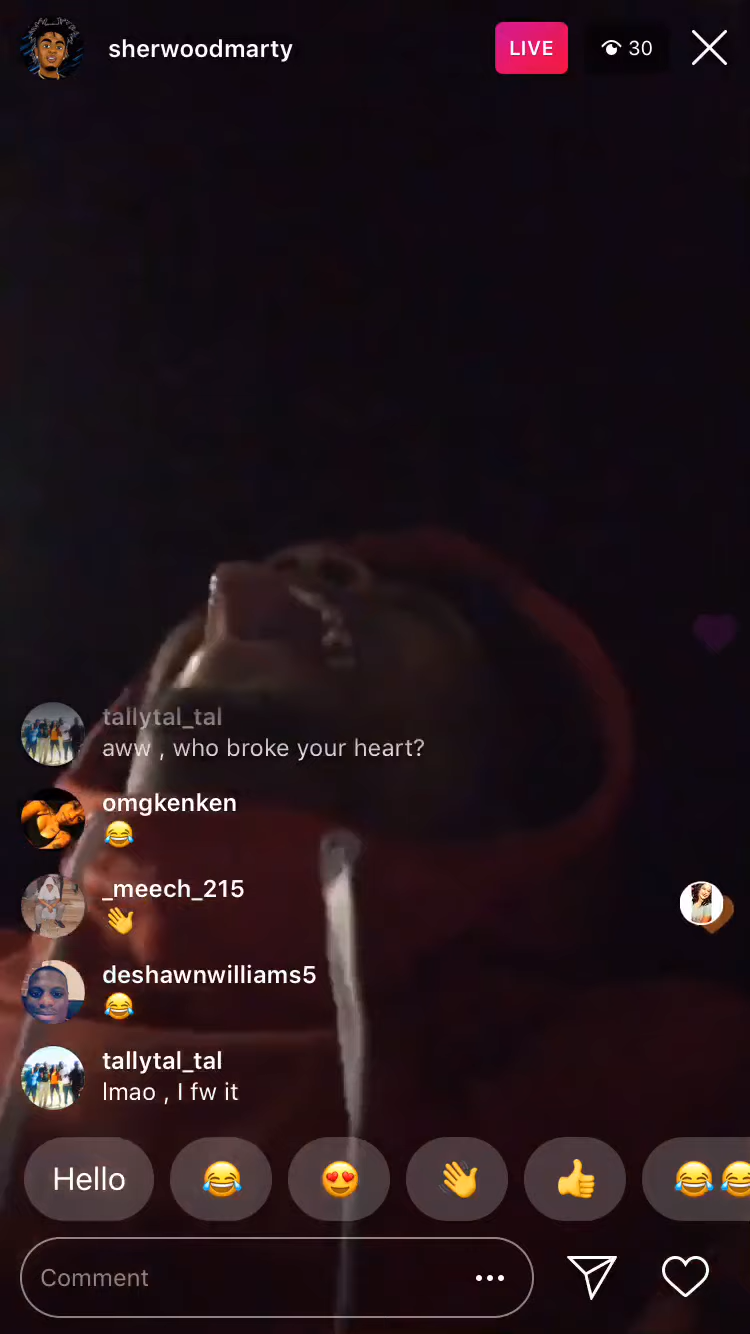 sherwoodmarty
LIVE
30
tallytal_tal
aww , who broke your heart?
omgkenken
😂
_meech_215
👋
deshawnwilliams5
😂
tallytal_tal
lmao , I fw it
Hello 😂 😍 👋 👍 😂😂
Comment